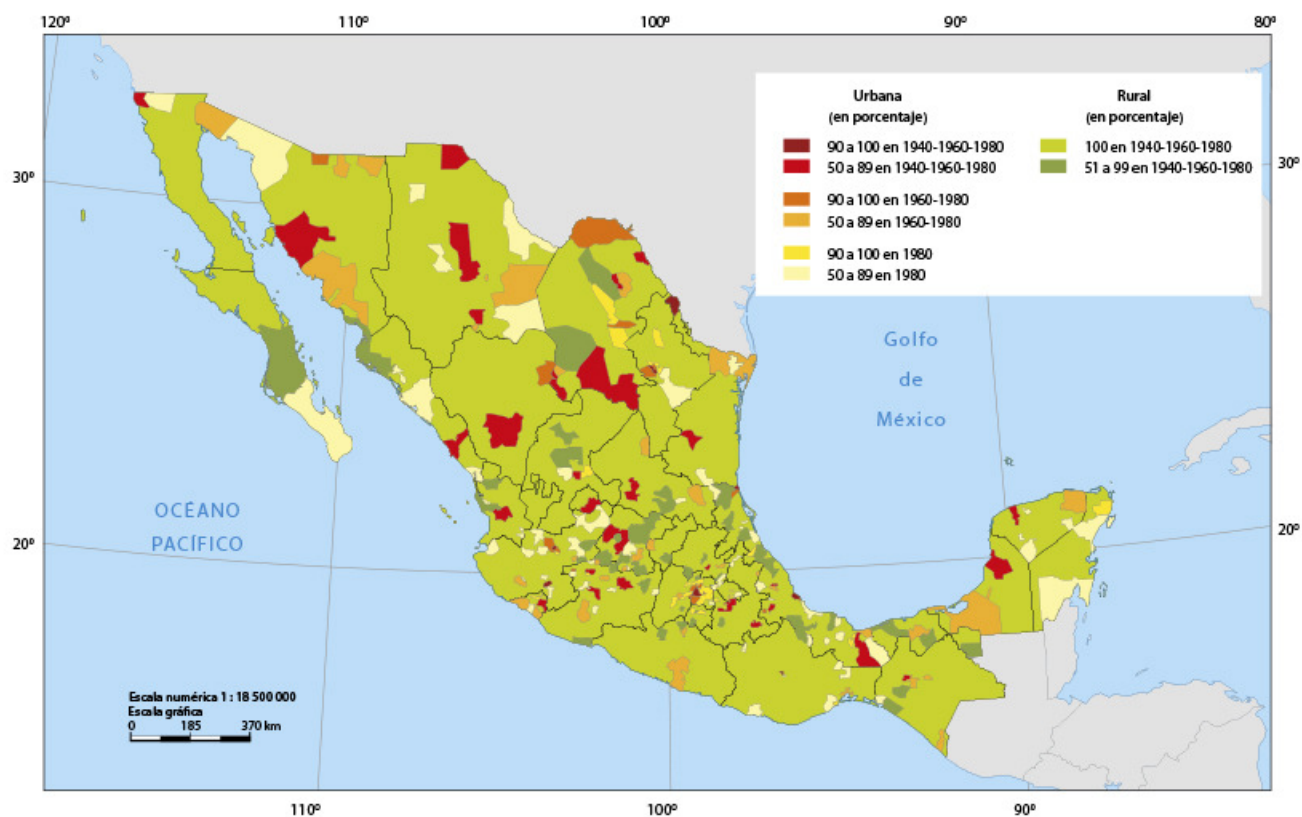 120º 110º 100º 90º 80º
Urbana
(en porcentaje)
90 a 100 en 1940-1960-1980
50 a 89 en 1940-1960-1980
90 a 100 en 1960-1980
50 a 89 en 1960-1980
90 a 100 en 1980
50 a 89 en 1980
Rural
(en porcentaje)
100 en 1940-1960-1980
51 a 99 en 1940-1960-1980
30º 30º
Golfo
de
México
OCÉANO
PACÍFICO
20º 20º
Escala numérica 1 : 18 500 000
Escala gráfica
0 185 370 km
110º 100º 90º